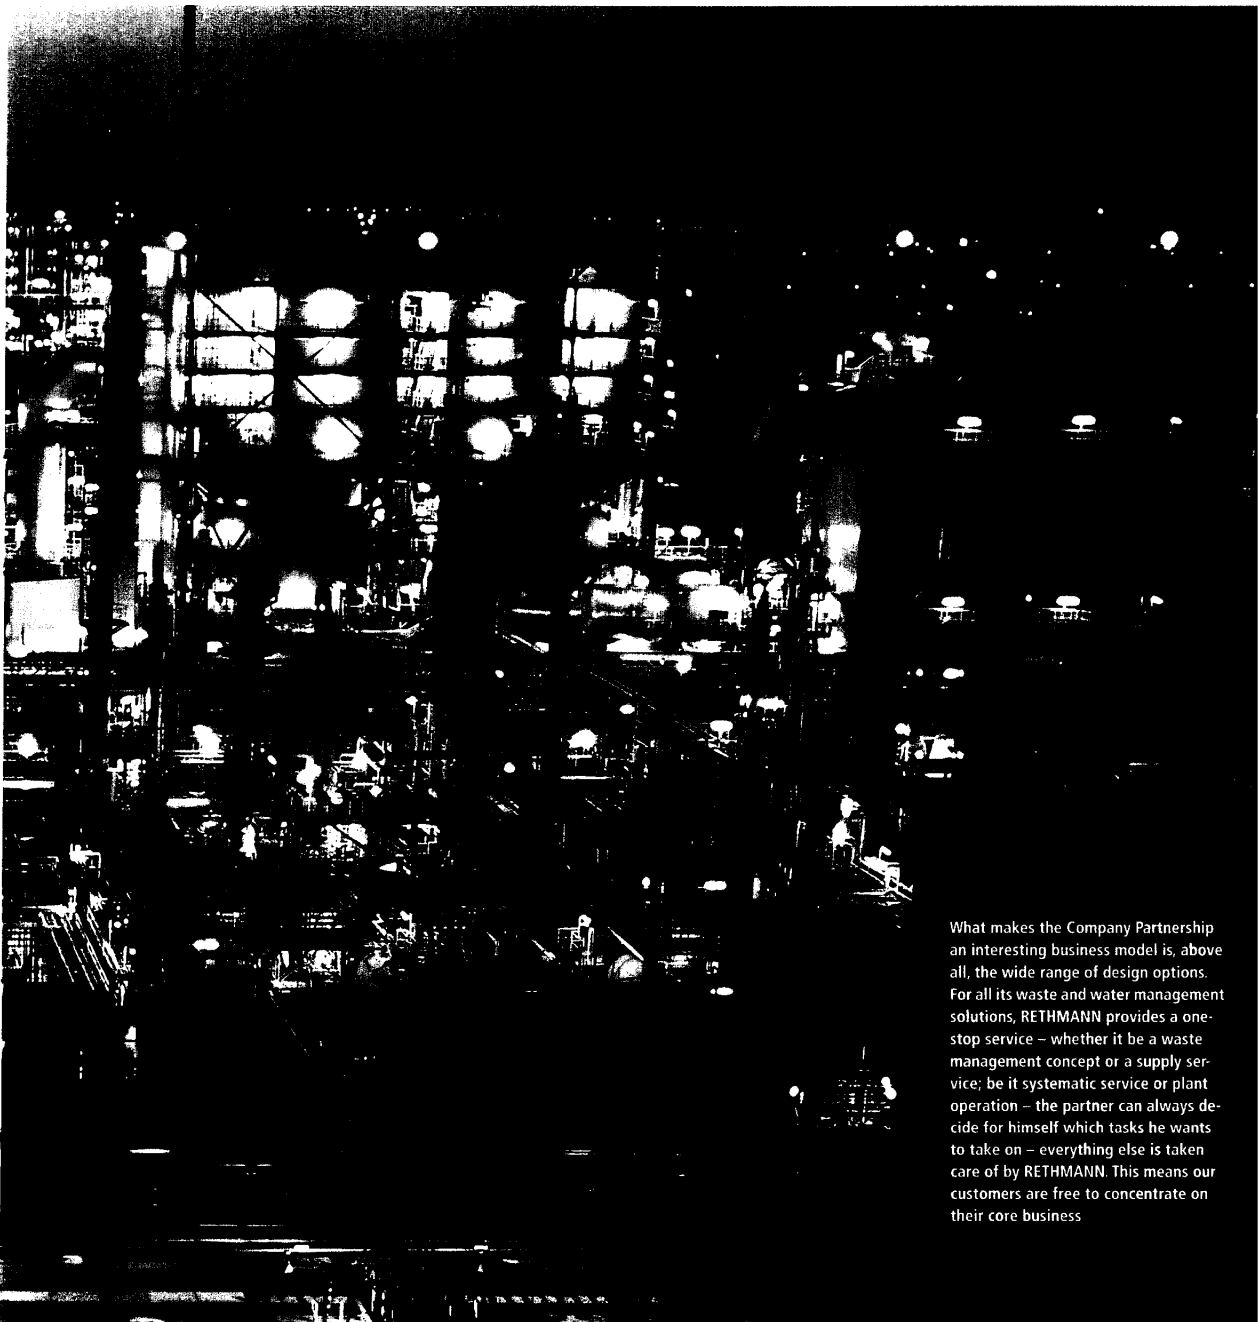 What makes the Company Partnership
an interesting business model is, above
all, the wide range of design options.
For all its waste and water management
solutions, RETHMANN provides a one-
stop service – whether it be a waste
management concept or a supply ser-
vice; be it systematic service or plant
operation – the partner can always de-
cide for himself which tasks he wants
to take on – everything else is taken
care of by RETHMANN. This means our
customers are free to concentrate on
their core business